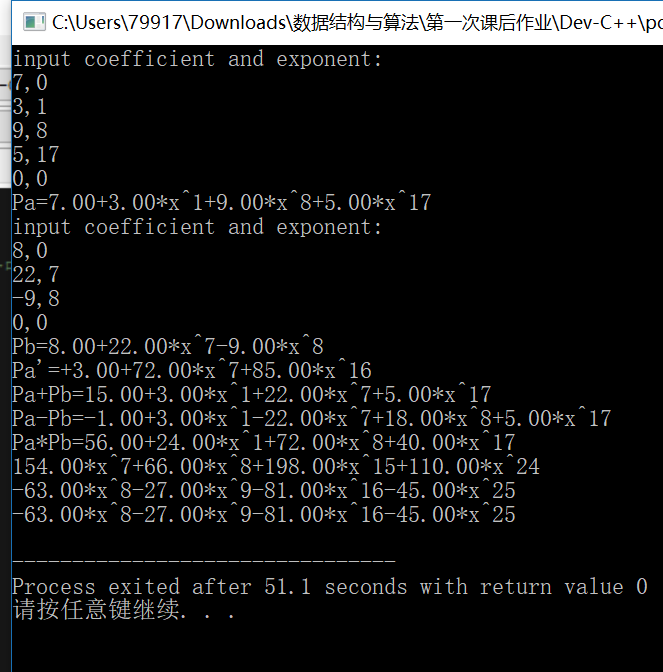 C:\Users\79917\Downloads\数据结构与算法\第一次课后作业\Dev-C++\po
input coefficient and exponent:
7,0
3,1
9,8
5,17
0,0
Pa=7.00+3.00*x^1+9.00*x^8+5.00*x^17
input coefficient and exponent:
8,0
22,7
-9,8
0,0
Pb=8.00+22.00*x^7-9.00*x^8
Pa'=+3.00+72.00*x^7+85.00*x^16
Pa+Pb=15.00+3.00*x^1+22.00*x^7+5.00*x^17
Pa-Pb=-1.00+3.00*x^1-22.00*x^7+18.00*x^8+5.00*x^17
Pa*Pb=56.00+24.00*x^1+72.00*x^8+40.00*x^17
154.00*x^7+66.00*x^8+198.00*x^15+110.00*x^24
-63.00*x^8-27.00*x^9-81.00*x^16-45.00*x^25
-63.00*x^8-27.00*x^9-81.00*x^16-45.00*x^25
--------------------------------
Process exited after 51.1 seconds with return value 0
请按任意键继续. . .